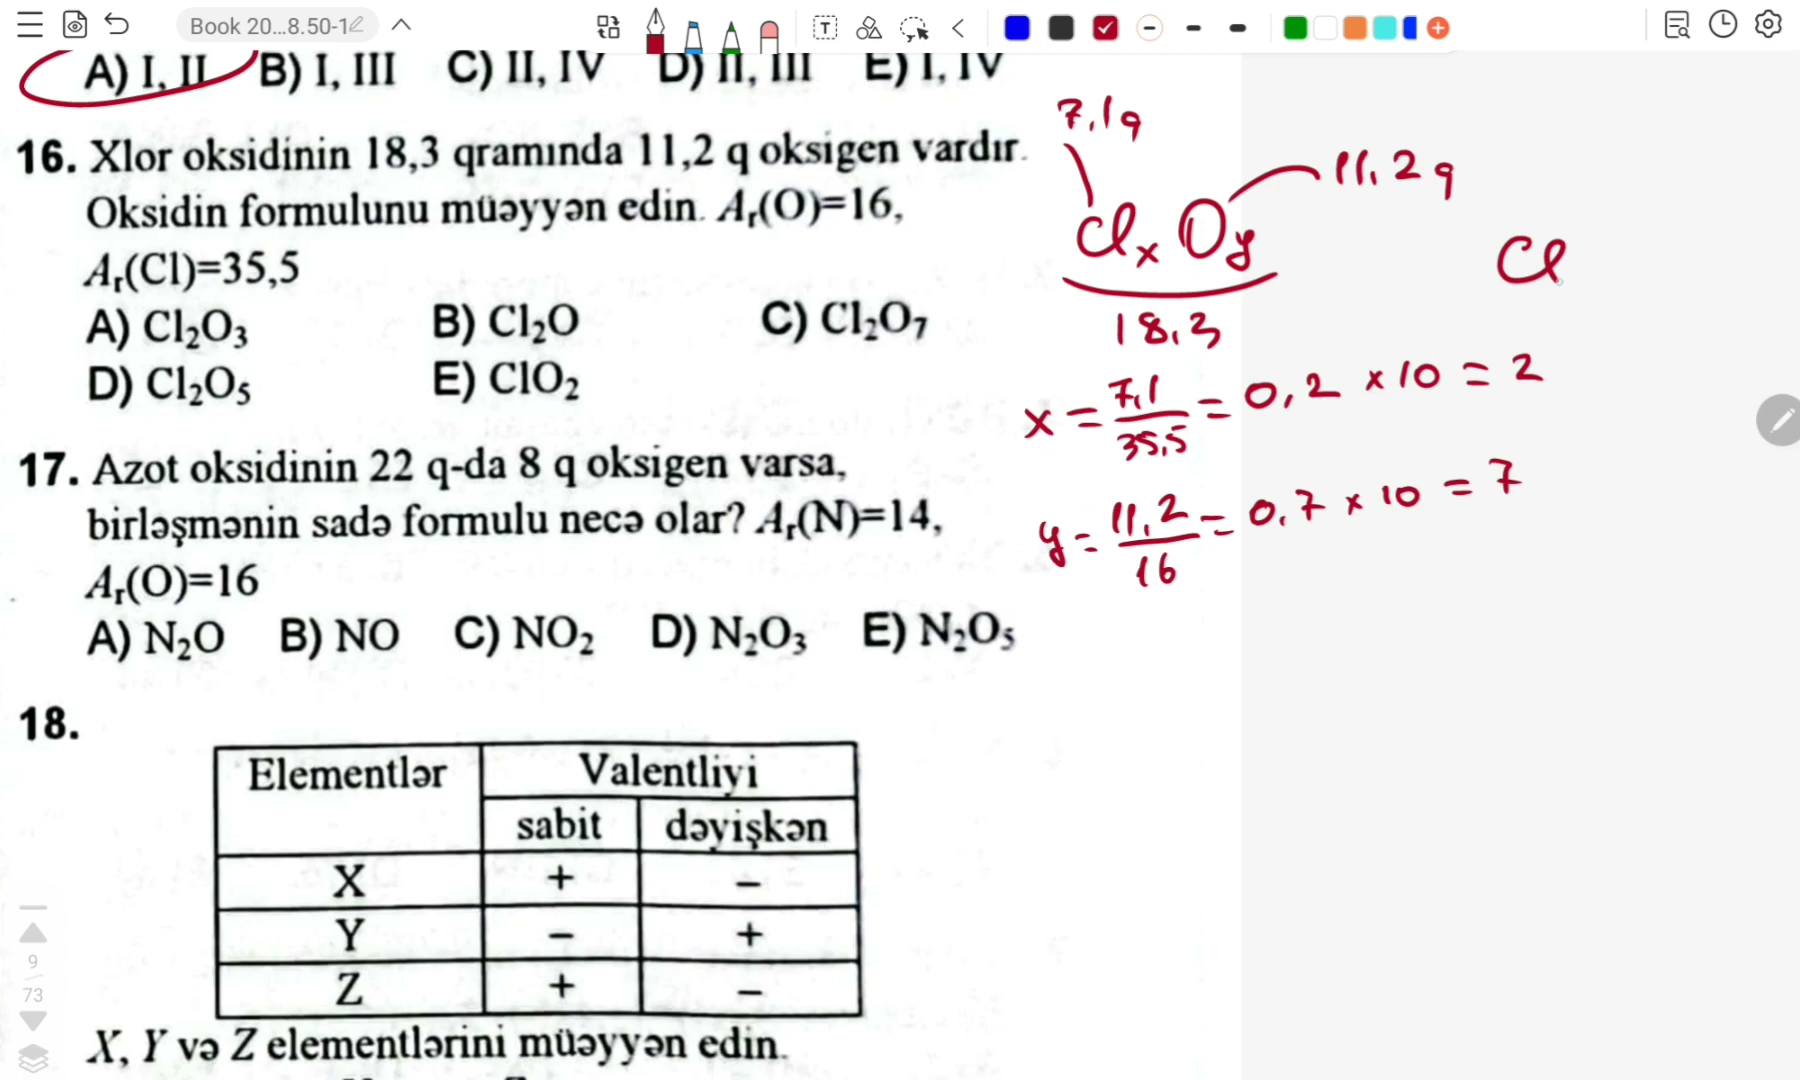 Book 20...8.50-1
A) I, II B) I, III C) II, IV D) II, III E) I, IV
16. Xlor oksidinin 18,3 qramında 11,2 q oksigen vardır.
Oksidin formulunu müəyyən edin. Aᵣ(O)=16,
Aᵣ(Cl)=35,5
A) Cl₂O₃ B) Cl₂O C) Cl₂O₇
D) Cl₂O₅ E) ClO₂
17. Azot oksidinin 22 q-da 8 q oksigen varsa,
birləşmənin sadə formulu necə olar? Aᵣ(N)=14,
Aᵣ(O)=16
A) N₂O B) NO C) NO₂ D) N₂O₃ E) N₂O₅
18.
Elementlər Valentliyi
sabit dəyişkən
X + −
Y − +
Z + −
X, Y və Z elementlərini müəyyən edin.
7,1q
11,2q
Clₓ Oy
Cl
18,3
x = 7,1/35,5 = 0,2 × 10 = 2
y = 11,2/16 = 0,7 × 10 = 7
9
73